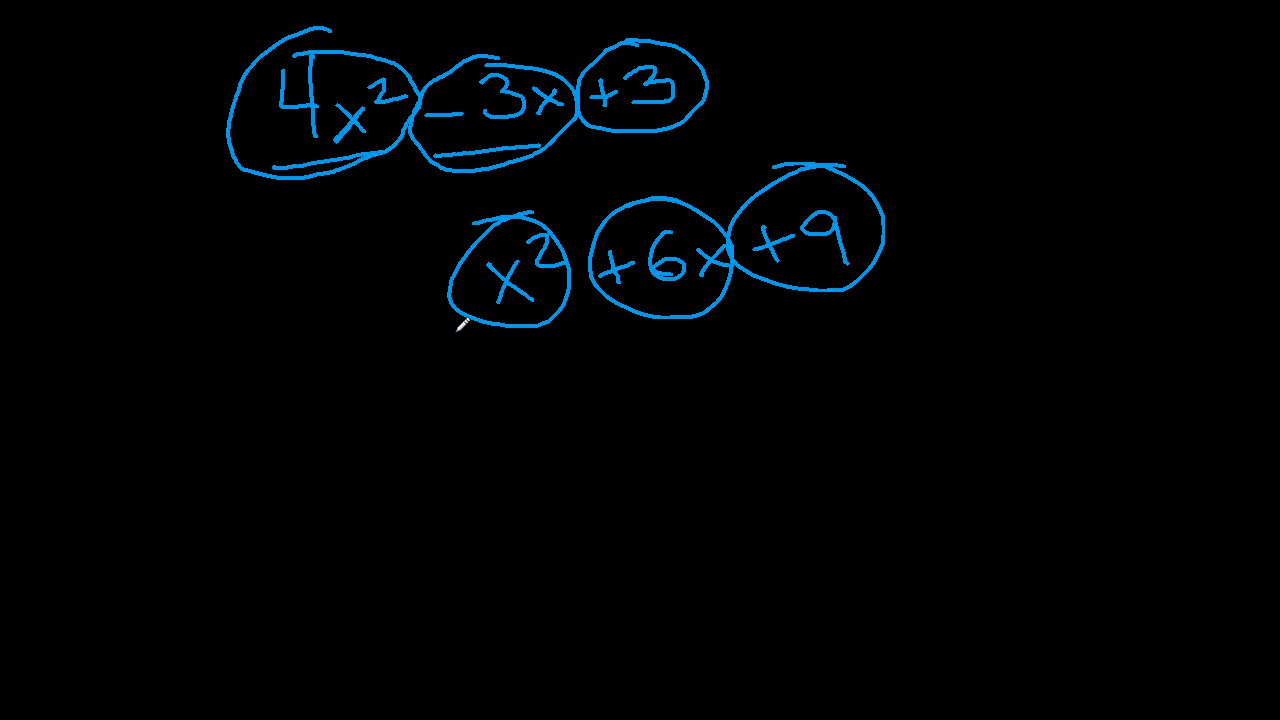 4x² - 3x + 3
x² + 6x + 9